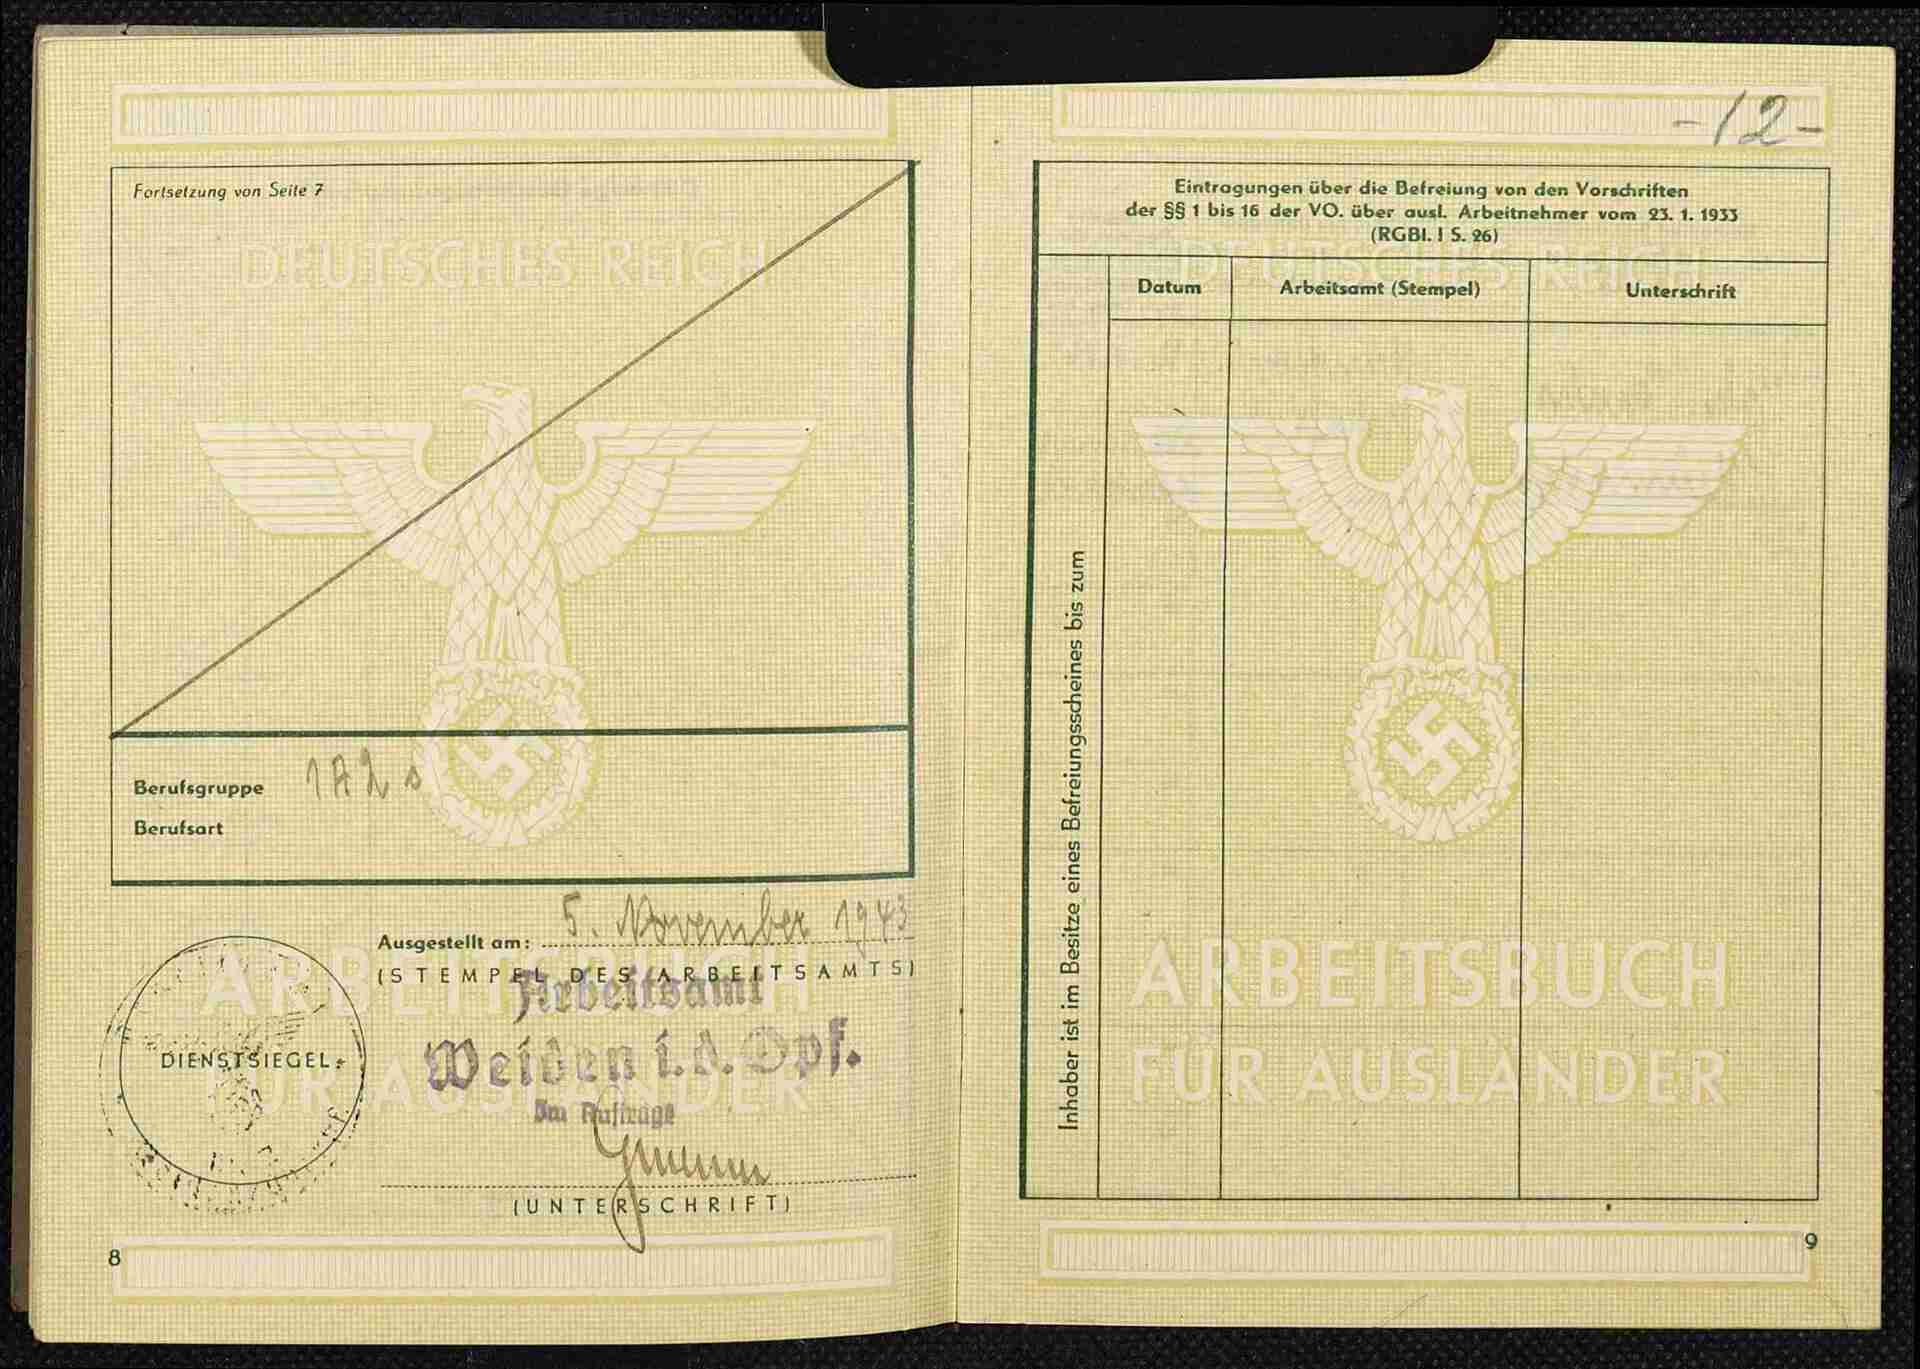 Fortsetzung von Seite 7
DEUTSCHES REICH
Berufsgruppe 1A2s
Berufsart
Ausgestellt am: 5. November 1943
(STEMPEL DES ARBEITSAMTS)
Arbeitsamt
Weiden i.d. Opf.
Im Auftrage
(UNTERSCHRIFT)
DIENSTSIEGEL
ARBEITSBUCH
FÜR AUSLÄNDER
8
-12-
Eintragungen über die Befreiung von den Vorschriften
der §§ 1 bis 16 der VO. über ausl. Arbeitnehmer vom 23. 1. 1933
(RGBl. I S. 26)
DEUTSCHES REICH
Datum Arbeitsamt (Stempel) Unterschrift
Inhaber ist im Besitze eines Befreiungsscheines bis zum
ARBEITSBUCH
FÜR AUSLÄNDER
9